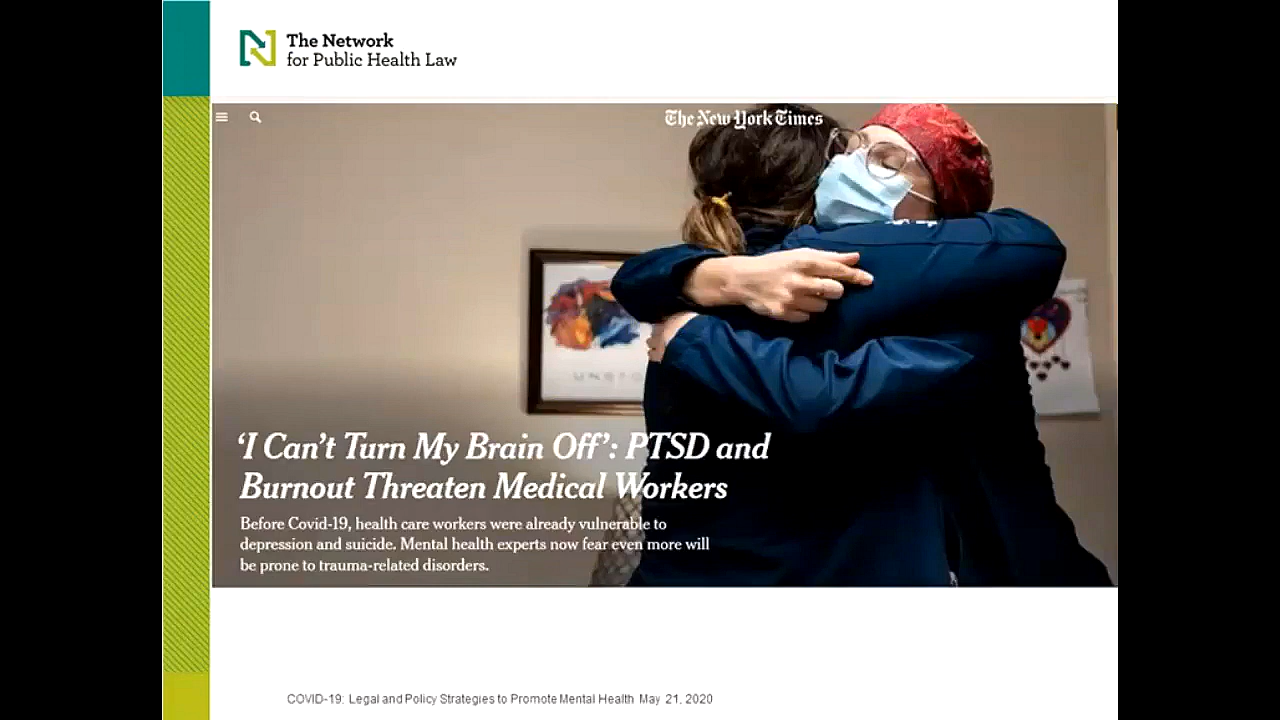 The Network
for Public Health Law
The New York Times
UNSTO
‘I Can’t Turn My Brain Off’: PTSD and
Burnout Threaten Medical Workers
Before Covid-19, health care workers were already vulnerable to
depression and suicide. Mental health experts now fear even more will
be prone to trauma-related disorders.
COVID-19: Legal and Policy Strategies to Promote Mental Health May 21, 2020